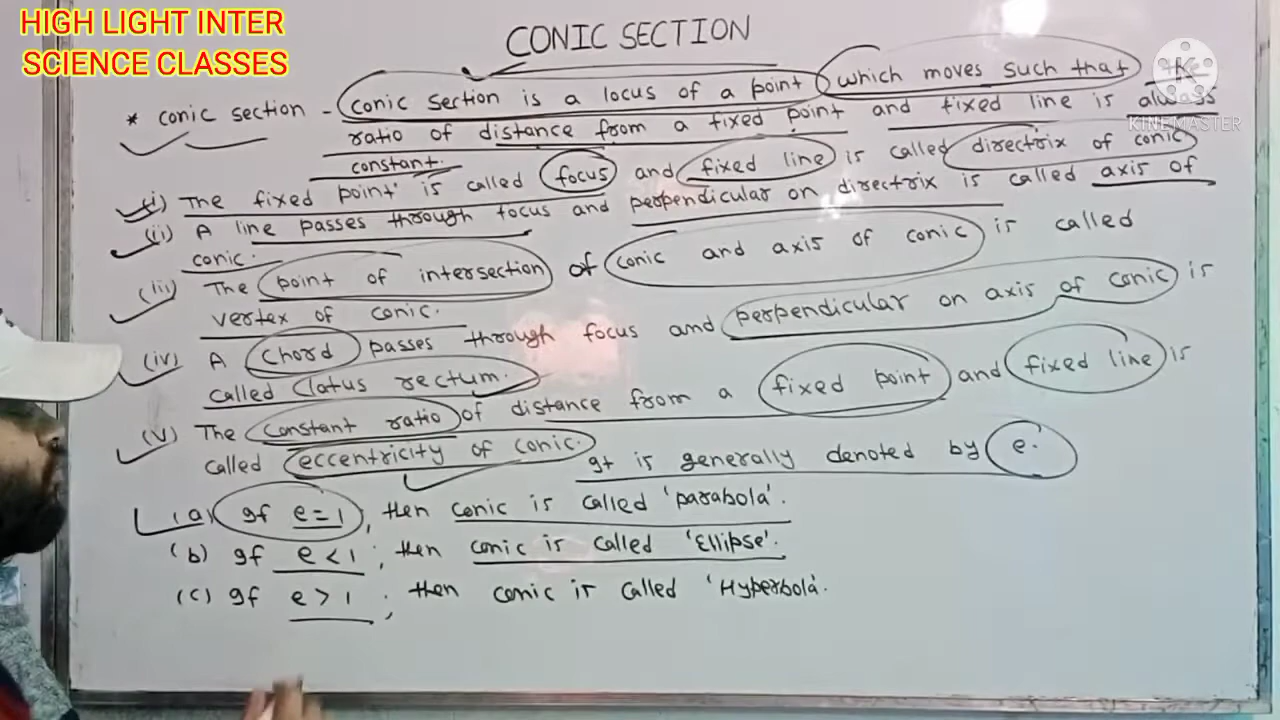 HIGH LIGHT INTER
SCIENCE CLASSES
CONIC SECTION
* conic section - conic section is a locus of a point which moves such that the
ratio of distance from a fixed point and fixed line is always
constant.
(i) The fixed point is called focus and fixed line is called directrix of conic
(ii) A line passes through focus and perpendicular on directrix is called axis of
conic.
(iii) The point of intersection of conic and axis of conic is called
vertex of conic.
(iv) A chord passes through focus and perpendicular on axis of conic is
called latus rectum.
(v) The constant ratio of distance from a fixed point and fixed line is
called eccentricity of conic. It is generally denoted by e.
(a) If e = 1, then conic is called 'parabola'.
(b) If e < 1, then conic is called 'Ellipse'.
(c) If e > 1, then conic is called 'Hyperbola'.
K
KINEMASTER